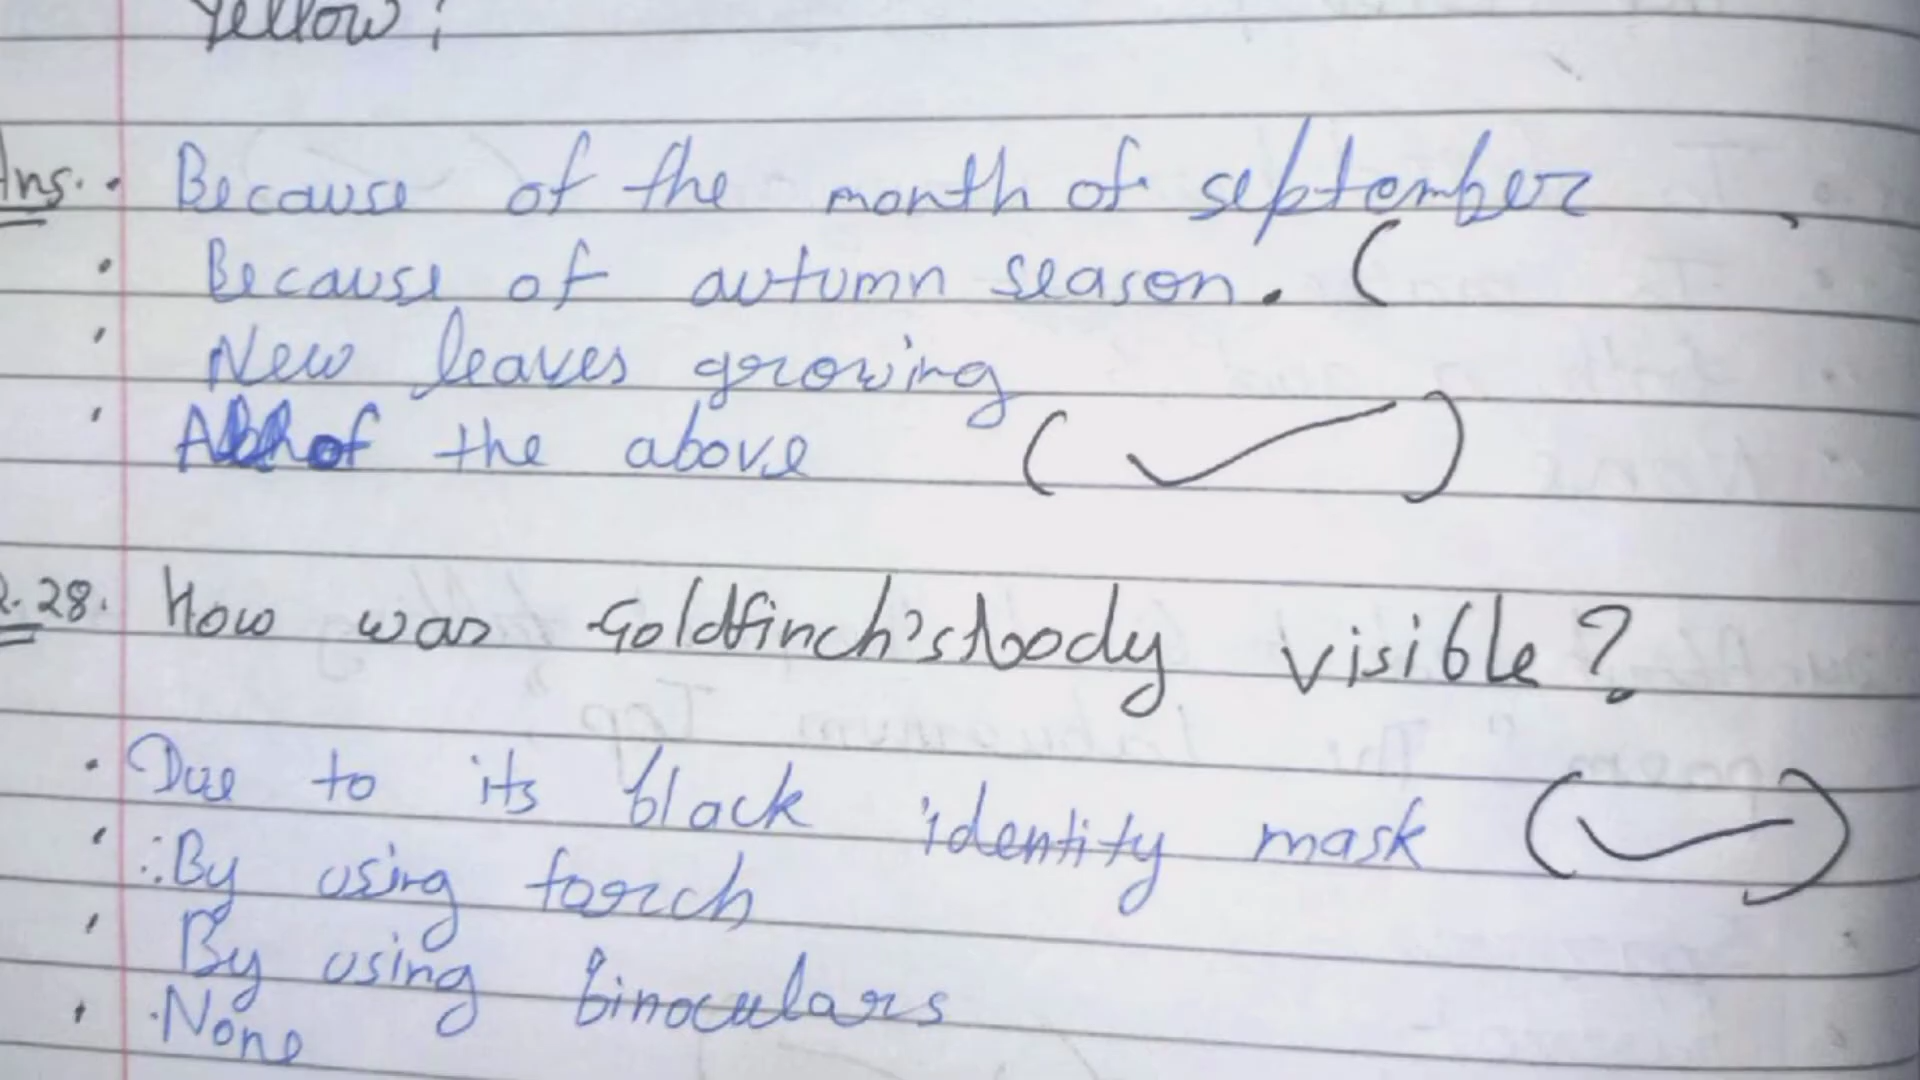 Yellow?
Ans. • Because of the month of september
• Because of autumn season. (
• New leaves growing
• All of the above (✓)
Q.28. How was Goldfinch's body visible?
• Due to its black identity mask (✓)
• By using torch
• By using binoculars
• None